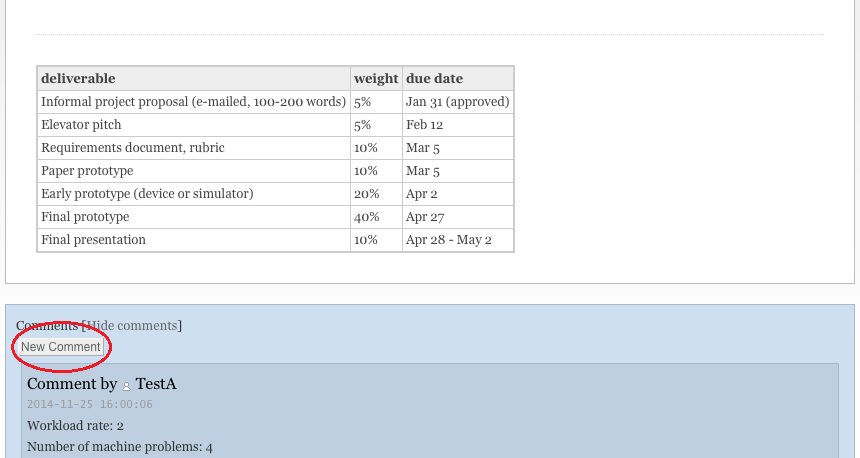 deliverable weight due date
Informal project proposal (e-mailed, 100-200 words) 5% Jan 31 (approved)
Elevator pitch 5% Feb 12
Requirements document, rubric 10% Mar 5
Paper prototype 10% Mar 5
Early prototype (device or simulator) 20% Apr 2
Final prototype 40% Apr 27
Final presentation 10% Apr 28 - May 2
Comments [Hide comments]
New Comment
Comment by TestA
2014-11-25 16:00:06
Workload rate: 2
Number of machine problems: 4